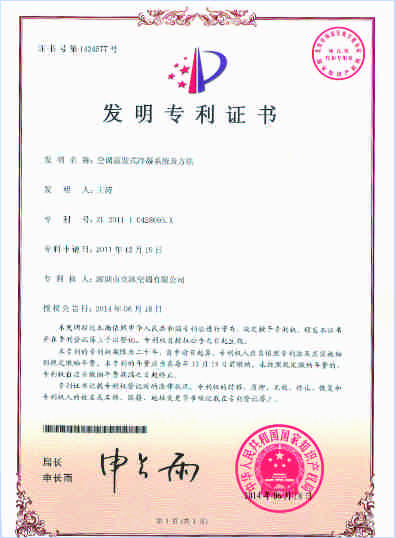 证书号第1424577号
发明专利证书
发明名称:空调蒸发式冷凝系统及方法
发明人:王涛
专利号:ZL 2011 1 0428695.X
专利申请日:2011年12月19日
专利权人:深圳市空调有限公司
授权公告日:2014年06月18日
本发明经过本局依照中华人民共和国专利法进行审查,决定授予专利权,颁发本证书
并在专利登记簿上予以登记。专利权自授权公告之日起生效。
本专利的专利权期限为二十年,自申请日起算。专利权人应当依照专利法及其实施细
则规定缴纳年费。本专利的年费应当在每年12月19日前缴纳。未按照规定缴纳年费的,
专利权自应当缴纳年费期满之日起终止。
专利证书记载专利权登记时的法律状况。专利权的转移、质押、无效、终止、恢复和
专利权人的姓名或名称、国籍、地址变更等事项记载在专利登记簿上。
局长
申长雨
申长雨
中华人民共和国国家知识产权局
2014年06月18日
第1页(共1页)